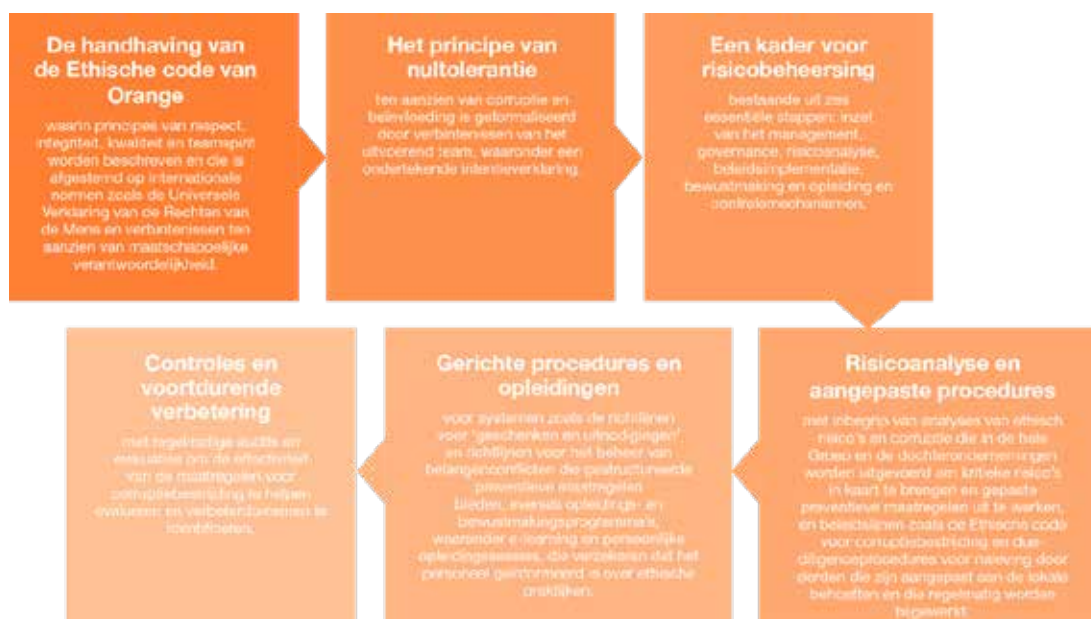 De handhaving van
de Ethische code van
Orange
waarin principes van respect,
integriteit, kwaliteit en teamspirit
worden beschreven en die is
afgestemd op internationale
normen zoals de Universele
Verklaring van de Rechten van
de Mens en verbintenissen ten
aanzien van maatschappelijke
verantwoordelijkheid.
Het principe van
nultolerantie
ten aanzien van corruptie en
beïnvloeding is geformaliseerd
door verbintenissen van het
uitvoerend team, waaronder een
ondertekende intentieverklaring.
Een kader voor
risicobeheersing
bestaande uit zes
essentiële stappen: inzet
van het management,
governance, risicoanalyse,
beleidsimplementatie,
bewustmaking en opleiding en
controlemechanismen.
Risicoanalyse en
aangepaste procedures
met inbegrip van analyses van ethisch
risico's en corruptie die in de hele
Groep en de dochterondernemingen
worden uitgevoerd om kritieke risico's
in kaart te brengen en gepaste
preventieve maatregelen uit te werken,
en beleidslijnen zoals de Ethische code
voor corruptiebestrijding en due-
diligenceprocedures voor naleving door
derden die zijn aangepast aan de lokale
behoeften en die regelmatig worden
bijgewerkt.
Gerichte procedures en
opleidingen
voor systemen zoals de richtlijnen
voor 'geschenken en uitnodigingen'
en richtlijnen voor het beheer van
belangenconflicten die gestructureerde
preventieve maatregelen
bieden, evenals opleidings- en
bewustmakingsprogramma's,
waaronder e-learning en persoonlijke
opleidingssessies, die verzekeren dat het
personeel geïnformeerd is over ethische
praktijken.
Controles en
voortdurende
verbetering
met regelmatige audits en
evaluaties om de effectiviteit
van de maatregelen voor
corruptiebestrijding te helpen
evalueren en verbeterdomeinen te
identificeren.